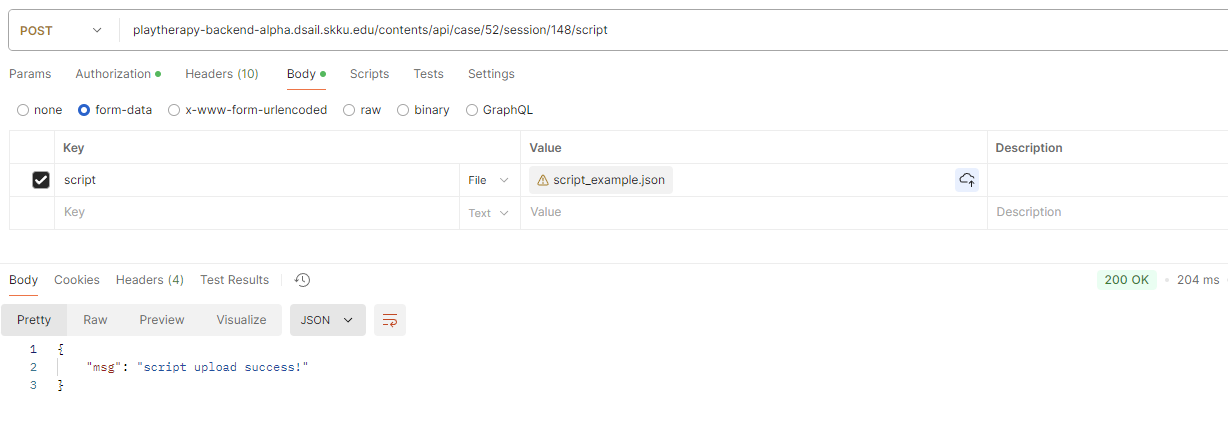 POST playtherapy-backend-alpha.dsail.skku.edu/contents/api/case/52/session/148/script
Params Authorization Headers (10) Body Scripts Tests Settings
none form-data x-www-form-urlencoded raw binary GraphQL
Key Value Description
script File script_example.json
Key Text Value Description
Body Cookies Headers (4) Test Results 200 OK 204 ms
Pretty Raw Preview Visualize JSON
1 {
2 "msg": "script upload success!"
3 }